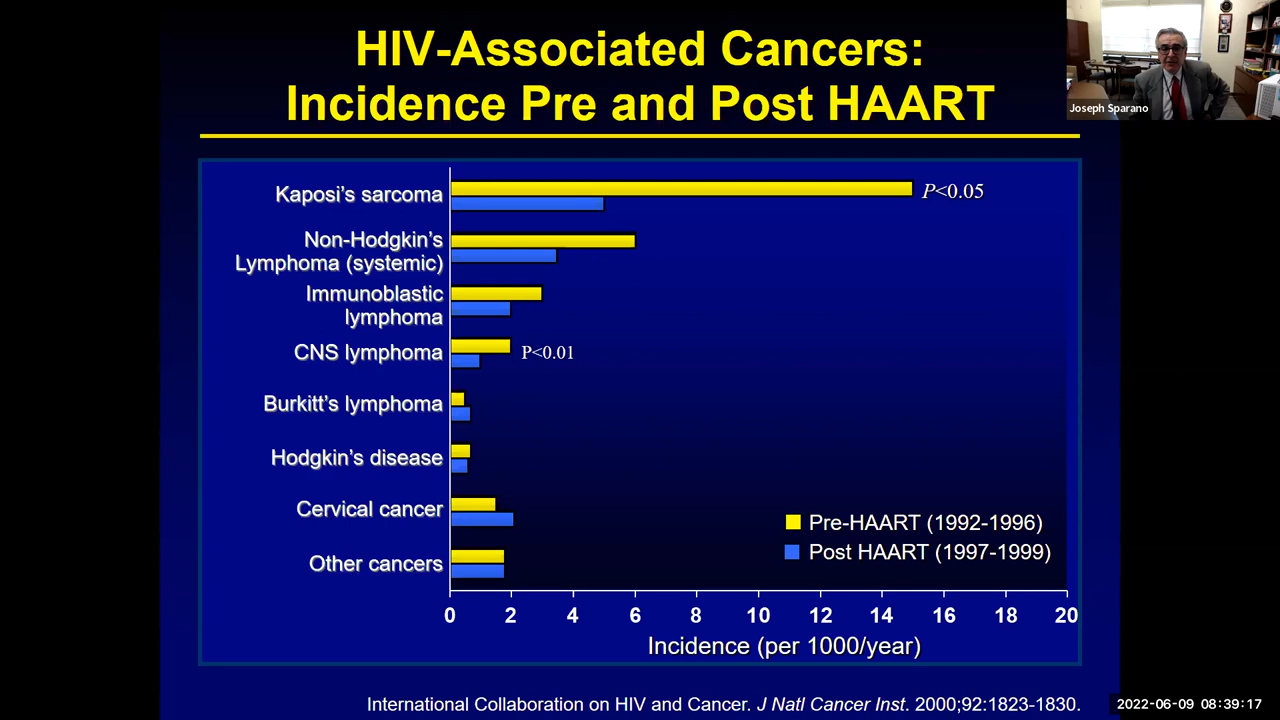 HIV-Associated Cancers:
Incidence Pre and Post HAART
Joseph Sparano
Kaposi's sarcoma
P<0.05
Non-Hodgkin's
Lymphoma (systemic)
Immunoblastic
lymphoma
CNS lymphoma
P<0.01
Burkitt's lymphoma
Hodgkin's disease
Cervical cancer
Other cancers
Pre-HAART (1992-1996)
Post HAART (1997-1999)
0 2 4 6 8 10 12 14 16 18 20
Incidence (per 1000/year)
International Collaboration on HIV and Cancer. J Natl Cancer Inst. 2000;92:1823-1830.
2022-06-09 08:39:17